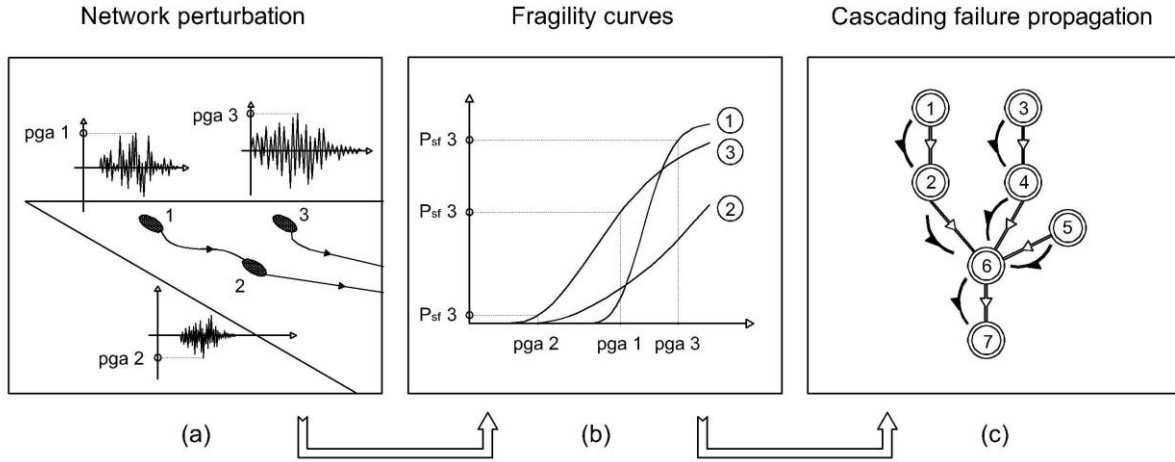 Network perturbation
Fragility curves
Cascading failure propagation
pga 1
pga 3
1
3
2
pga 2
Psf 3
Psf 3
Psf 3
1
3
2
pga 2
pga 1
pga 3
1
3
2
4
5
6
7
(a)
(b)
(c)